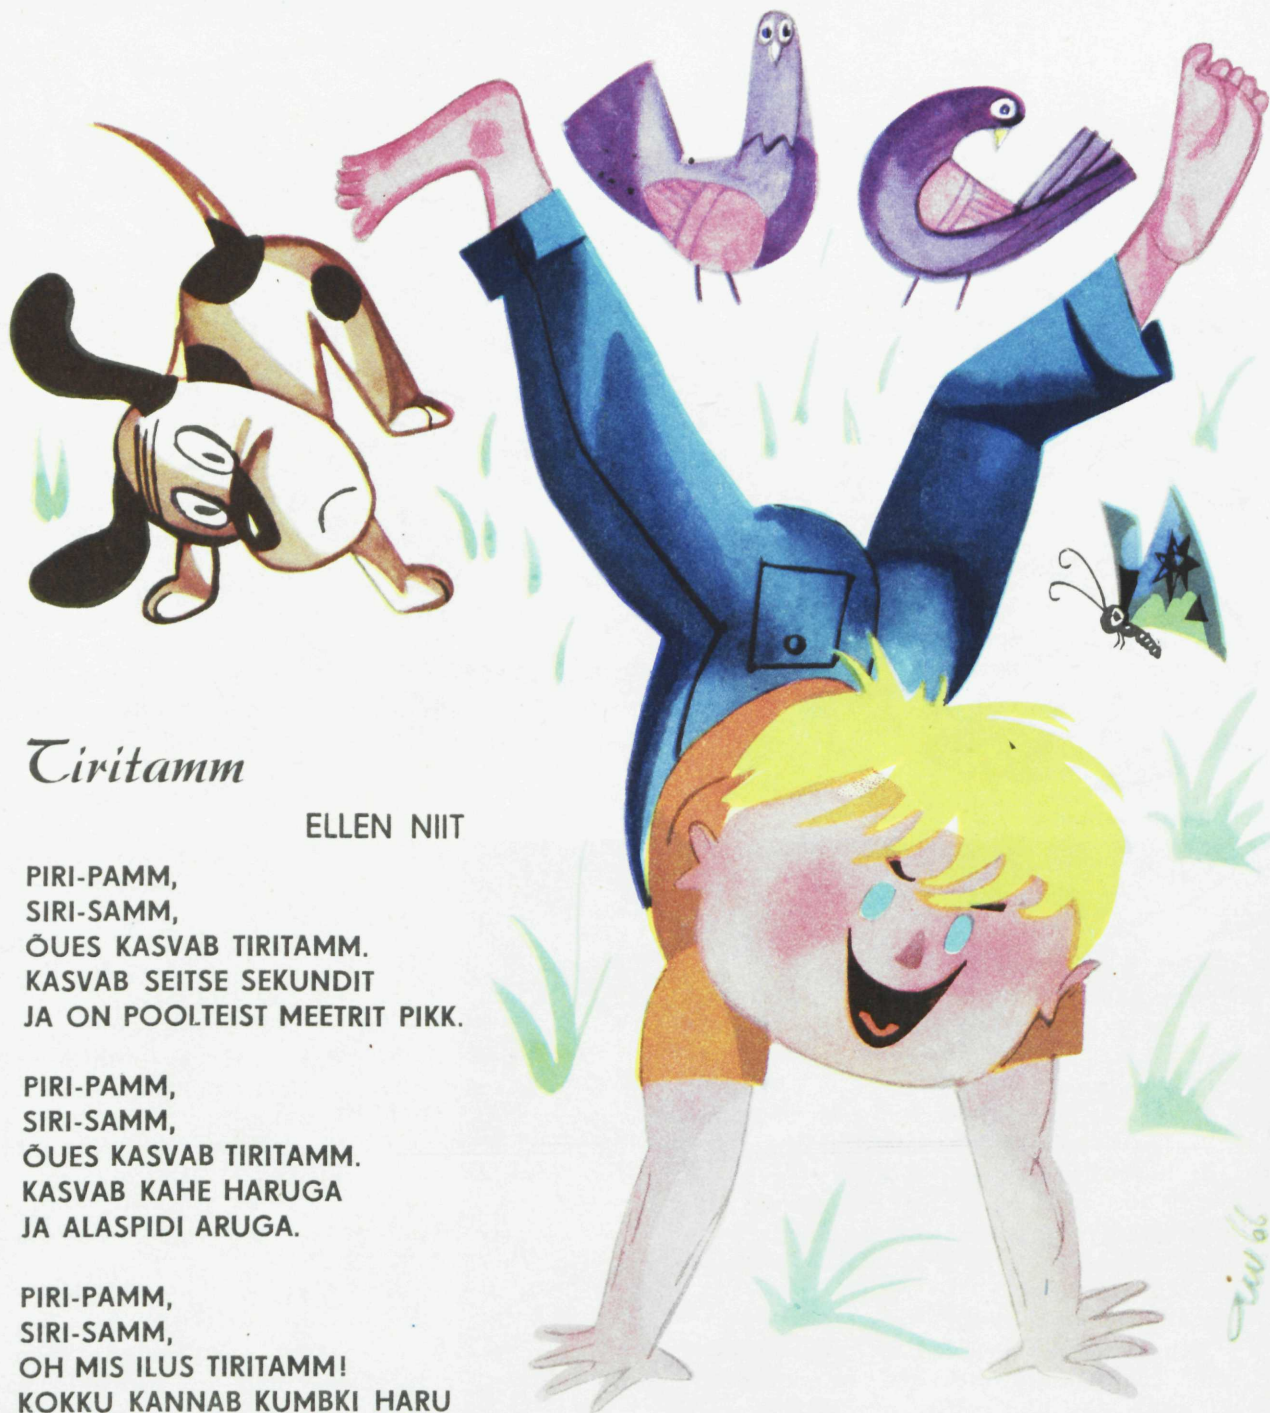 Tiritamm
ELLEN NIIT
PIRI-PAMM,
SIRI-SAMM,
ÕUES KASVAB TIRITAMM.
KASVAB SEITSE SEKUNDIT
JA ON POOLTEIST MEETRIT PIKK.
PIRI-PAMM,
SIRI-SAMM,
ÕUES KASVAB TIRITAMM.
KASVAB KAHE HARUGA
JA ALASPIDI ARUGA.
PIRI-PAMM,
SIRI-SAMM,
OH MIS ILUS TIRITAMM!
KOKKU KANNAB KUMBKI HARU